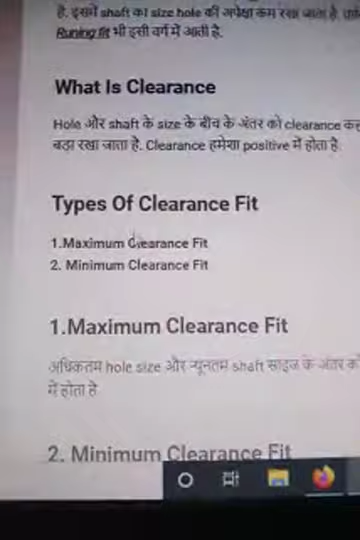 है. इसमें shaft का size hole की अपेक्षा कम रखा जाता है.
Runing fit भी इसी वर्ग में आती है.
What Is Clearance
Hole और shaft के size के बीच के अंतर को clearance
बड़ा रखा जाता है. Clearance हमेशा positive में होता है
Types Of Clearance Fit
1.Maximum Clearance Fit
2. Minimum Clearance Fit
1.Maximum Clearance Fit
अधिकतम hole size और न्यूनतम shaft साइज के अंतर
में होता है
2. Minimum Clearance Fit